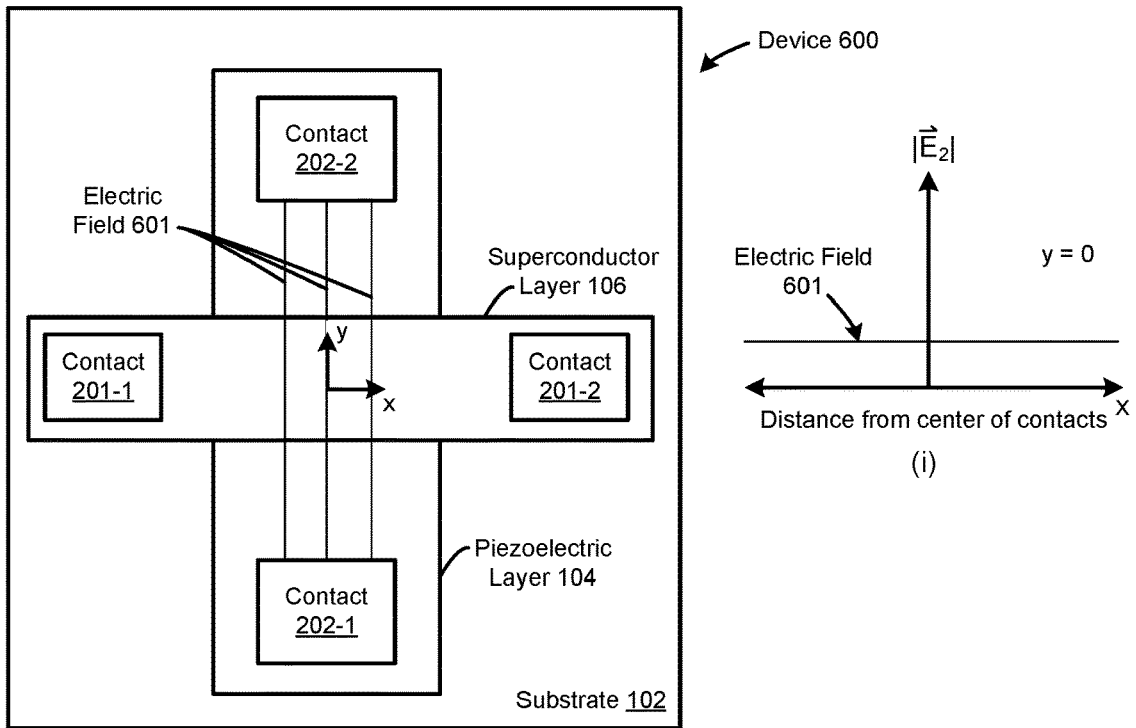 Device 600
Contact
202-2
Electric
Field 601
Superconductor
Layer 106
y
x
Contact
201-1
Contact
201-2
Piezoelectric
Layer 104
Contact
202-1
Substrate 102
|E⃗₂|
Electric Field
601
y = 0
x
Distance from center of contacts
(i)